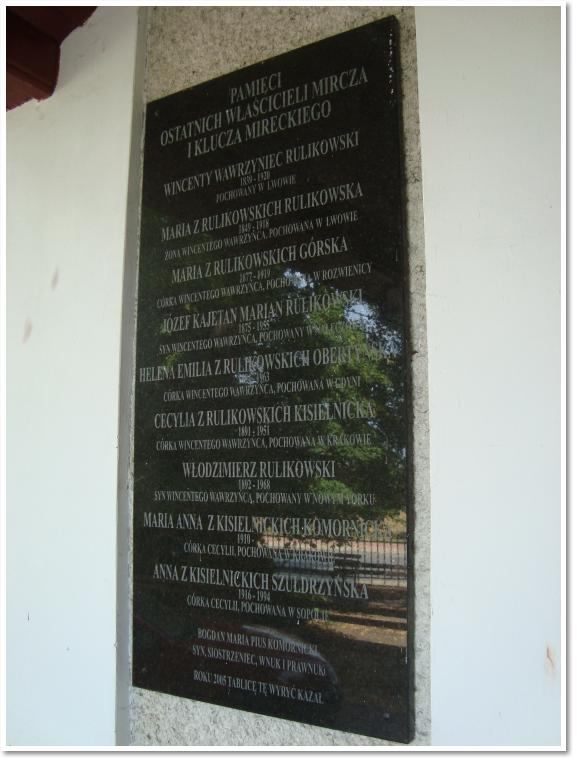 PAMIĘCI
OSTATNICH WŁAŚCICIELI MIRCZA
I KLUCZA MIRECKIEGO
WINCENTY WAWRZYNIEC RULIKOWSKI
1839 - 1920
POCHOWANY W LWOWIE
MARIA Z RULIKOWSKICH RULIKOWSKA
1849 - 1918
ŻONA WINCENTEGO WAWRZYŃCA, POCHOWANA W LWOWIE
MARIA Z RULIKOWSKICH GÓRSKA
1877 - 1919
CÓRKA WINCENTEGO WAWRZYŃCA, POCHOWANA W ROZWIENICY
JÓZEF KAJETAN MARIAN RULIKOWSKI
1875 - 1955
SYN WINCENTEGO WAWRZYŃCA, POCHOWANY W
HELENA EMILIA Z RULIKOWSKICH
CÓRKA WINCENTEGO WAWRZYŃCA, POCHOWANA W GDYNI
CECYLIA Z RULIKOWSKICH KISIELNICKA
1891 - 1951
CÓRKA WINCENTEGO WAWRZYŃCA, POCHOWANA W KRAKOWIE
WŁODZIMIERZ RULIKOWSKI
1892 - 1968
SYN WINCENTEGO WAWRZYŃCA, POCHOWANY W NOWYM YORKU
MARIA ANNA Z KISIELNICKICH KOMORNICKA
1910 -
CÓRKA CECYLII, POCHOWANA W KRAKOWIE
ANNA Z KISIELNICKICH SZULDRZYŃSKA
1916 - 1994
CÓRKA CECYLII, POCHOWANA W SOPOCIE
BOGDAN MARIA PIUS KOMORNICKI
SYN, SIOSTRZENIEC, WNUK I PRAWNUK
ROKU 2005 TABLICĘ TĘ WYRYĆ KAZAŁ